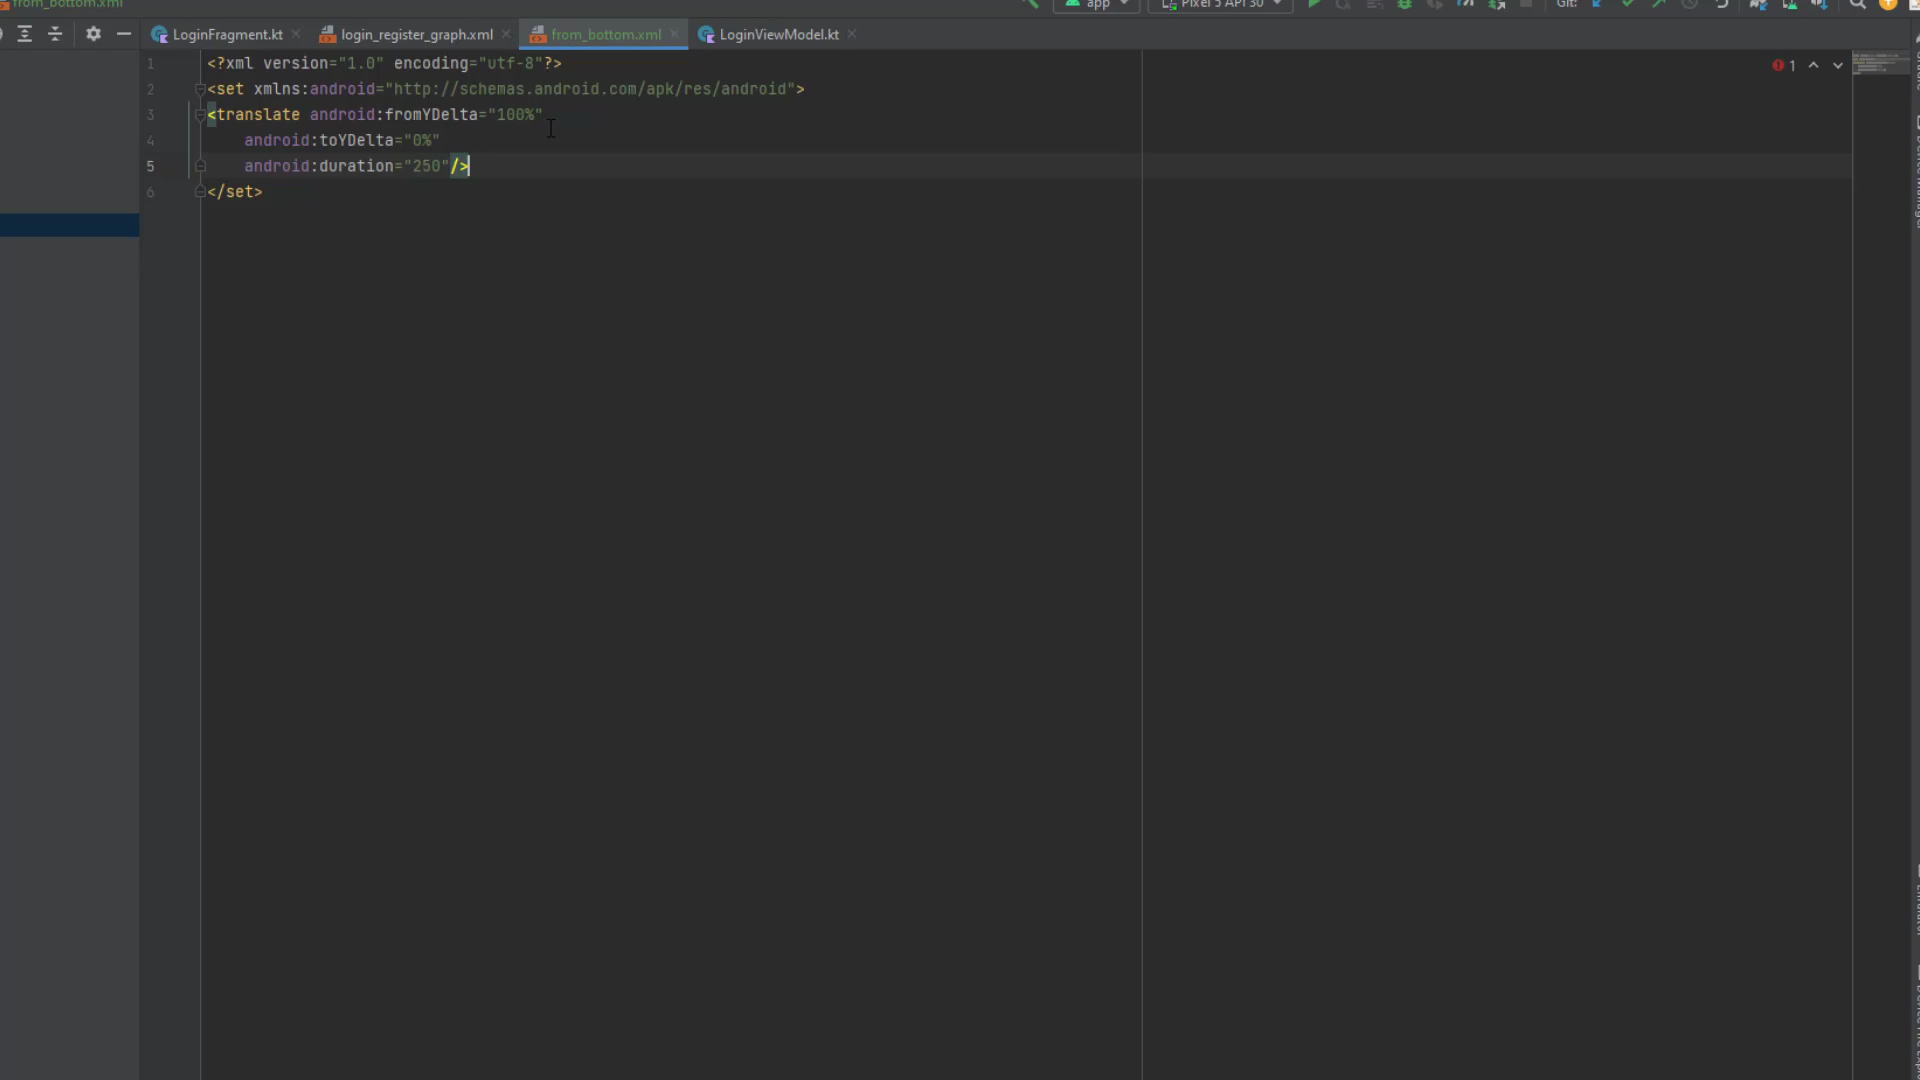 from_bottom.xml
app
Pixel 5 API 30
Git:
LoginFragment.kt
login_register_graph.xml
from_bottom.xml
LoginViewModel.kt
1 <?xml version="1.0" encoding="utf-8"?>
2 <set xmlns:android="http://schemas.android.com/apk/res/android">
3 <translate android:fromYDelta="100%"
4 android:toYDelta="0%"
5 android:duration="250"/>
6 </set>
1